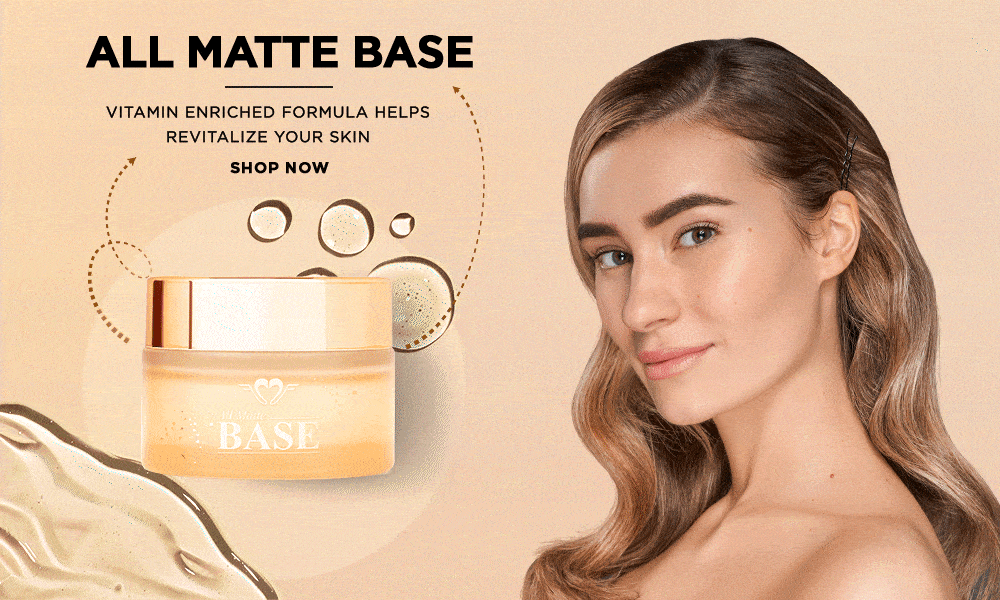 ALL MATTE BASE
VITAMIN ENRICHED FORMULA HELPS
REVITALIZE YOUR SKIN
SHOP NOW
BASE